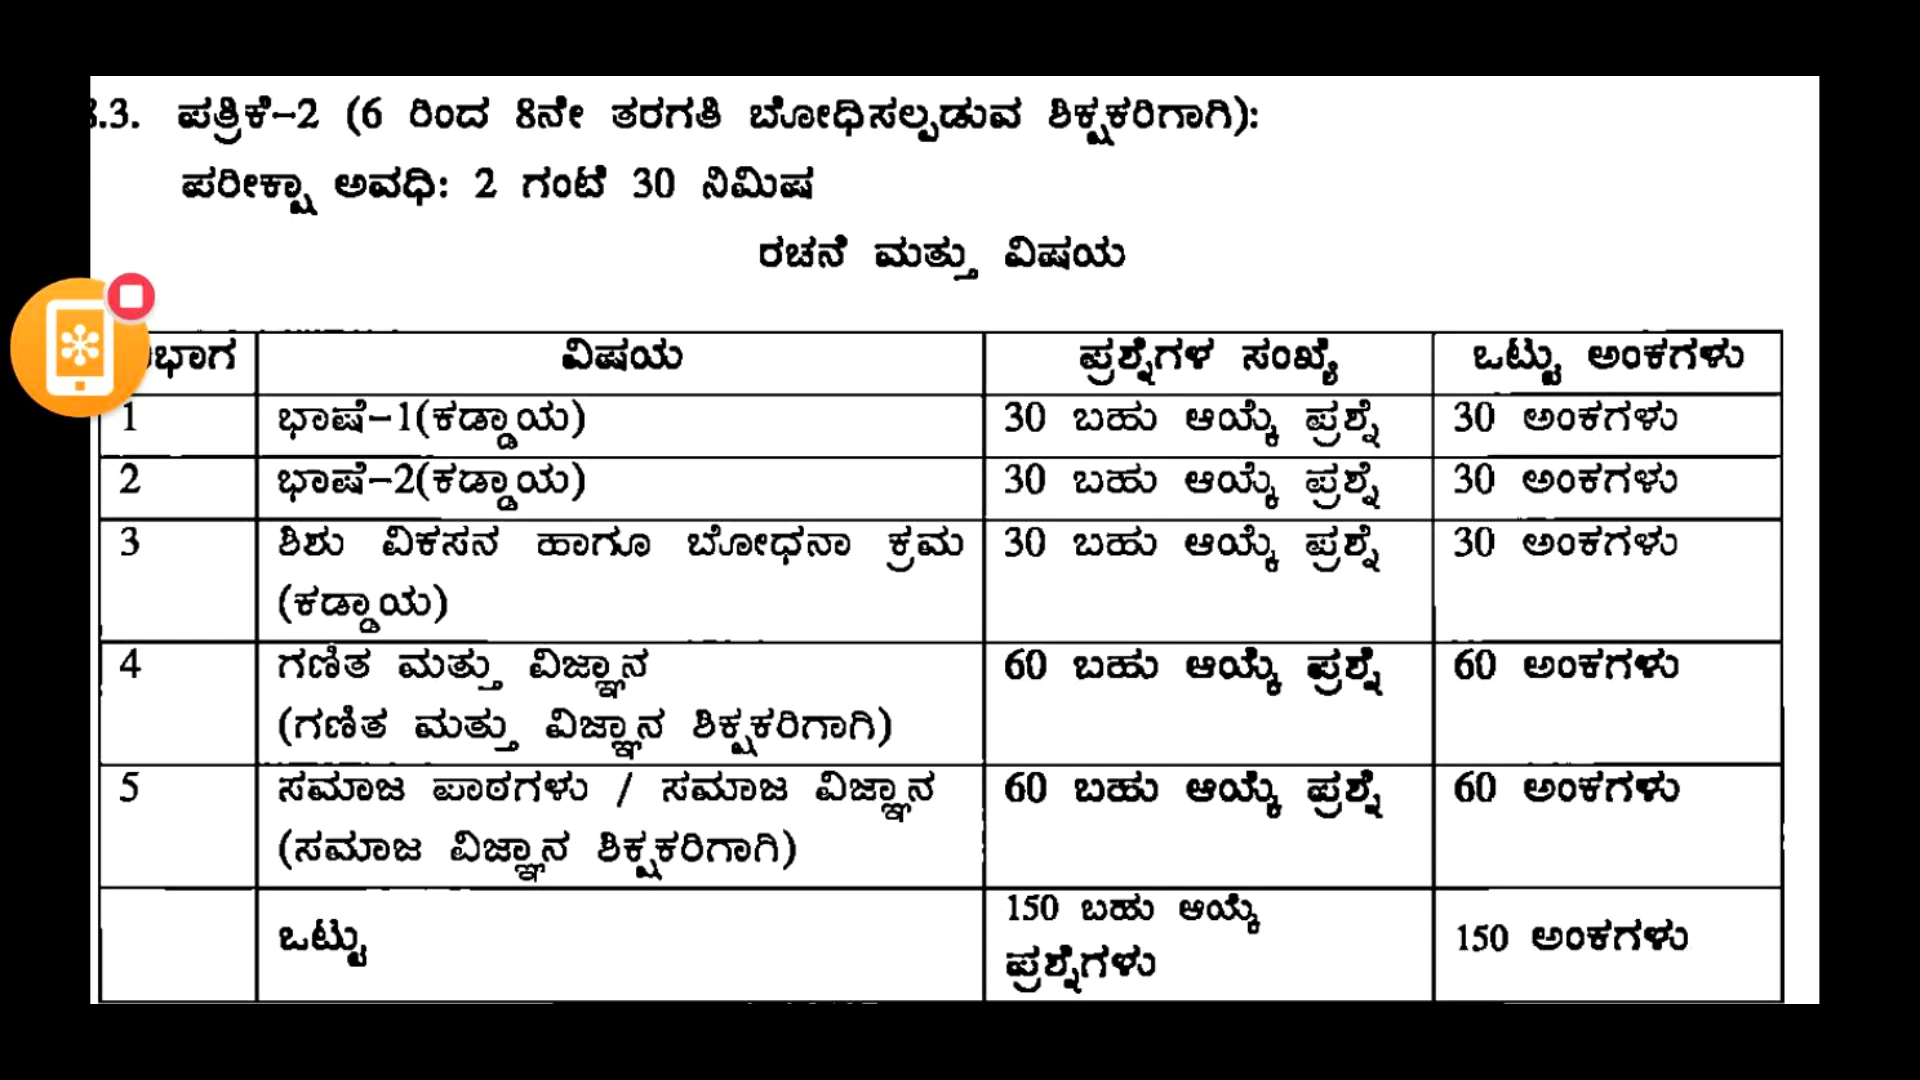 .3. ಪತ್ರಿಕೆ-2 (6 ರಿಂದ 8ನೇ ತರಗತಿ ಬೋಧಿಸಲ್ಪಡುವ ಶಿಕ್ಷಕರಿಗಾಗಿ):
ಪರೀಕ್ಷಾ ಅವಧಿ: 2 ಗಂಟೆ 30 ನಿಮಿಷ
ರಚನೆ ಮತ್ತು ವಿಷಯ
ಭಾಗ ವಿಷಯ ಪ್ರಶ್ನೆಗಳ ಸಂಖ್ಯೆ ಒಟ್ಟು ಅಂಕಗಳು
1 ಭಾಷೆ-1(ಕಡ್ಡಾಯ) 30 ಬಹು ಆಯ್ಕೆ ಪ್ರಶ್ನೆ 30 ಅಂಕಗಳು
2 ಭಾಷೆ-2(ಕಡ್ಡಾಯ) 30 ಬಹು ಆಯ್ಕೆ ಪ್ರಶ್ನೆ 30 ಅಂಕಗಳು
3 ಶಿಶು ವಿಕಸನ ಹಾಗೂ ಬೋಧನಾ ಕ್ರಮ 30 ಬಹು ಆಯ್ಕೆ ಪ್ರಶ್ನೆ 30 ಅಂಕಗಳು
(ಕಡ್ಡಾಯ)
4 ಗಣಿತ ಮತ್ತು ವಿಜ್ಞಾನ 60 ಬಹು ಆಯ್ಕೆ ಪ್ರಶ್ನೆ 60 ಅಂಕಗಳು
(ಗಣಿತ ಮತ್ತು ವಿಜ್ಞಾನ ಶಿಕ್ಷಕರಿಗಾಗಿ)
5 ಸಮಾಜ ಪಾಠಗಳು / ಸಮಾಜ ವಿಜ್ಞಾನ 60 ಬಹು ಆಯ್ಕೆ ಪ್ರಶ್ನೆ 60 ಅಂಕಗಳು
(ಸಮಾಜ ವಿಜ್ಞಾನ ಶಿಕ್ಷಕರಿಗಾಗಿ)
ಒಟ್ಟು 150 ಬಹು ಆಯ್ಕೆ 150 ಅಂಕಗಳು
ಪ್ರಶ್ನೆಗಳು